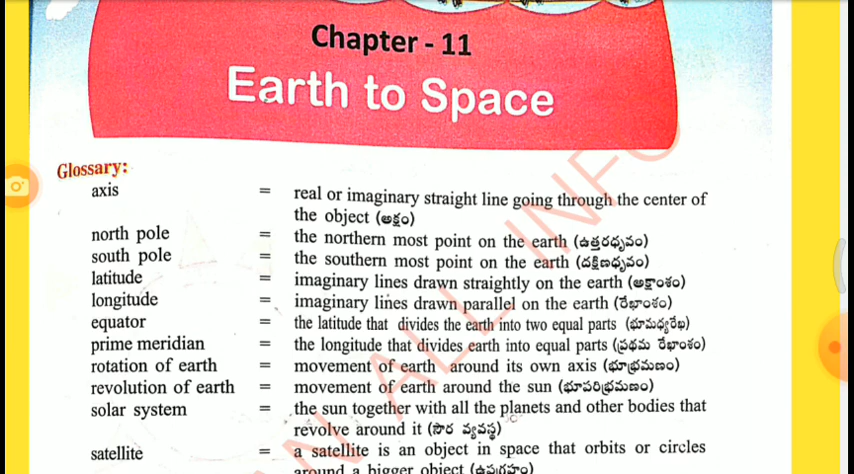 Chapter - 11
Earth to Space
Glossary:
axis = real or imaginary straight line going through the center of
the object (అక్షం)
north pole = the northern most point on the earth (ఉత్తరధృవం)
south pole = the southern most point on the earth (దక్షిణధృవం)
latitude = imaginary lines drawn straightly on the earth (అక్షాంశం)
longitude = imaginary lines drawn parallel on the earth (రేఖాంశం)
equator = the latitude that divides the earth into two equal parts (భూమధ్యరేఖ)
prime meridian = the longitude that divides earth into equal parts (ప్రథమ రేఖాంశం)
rotation of earth = movement of earth around its own axis (భూభ్రమణం)
revolution of earth = movement of earth around the sun (భూపరిభ్రమణం)
solar system = the sun together with all the planets and other bodies that
revolve around it (సౌర వ్యవస్థ)
satellite = a satellite is an object in space that orbits or circles
around a bigger object (ఉపగ్రహం)
ALL INFO